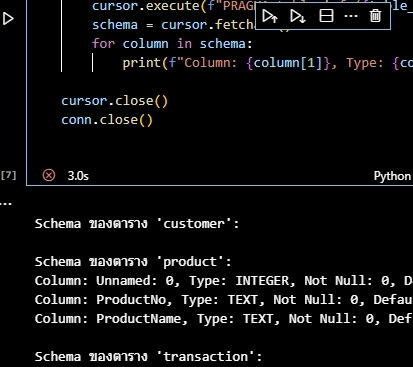 cursor.execute(f"PRAGMA
schema = cursor.fetch
for column in schema:
print(f"Column: {column[1]}, Type: {co
cursor.close()
conn.close()
[7]
3.0s
Python
...
Schema ของตาราง 'customer':
Schema ของตาราง 'product':
Column: Unnamed: 0, Type: INTEGER, Not Null: 0, D
Column: ProductNo, Type: TEXT, Not Null: 0, Defau
Column: ProductName, Type: TEXT, Not Null: 0, Def
Schema ของตาราง 'transaction':